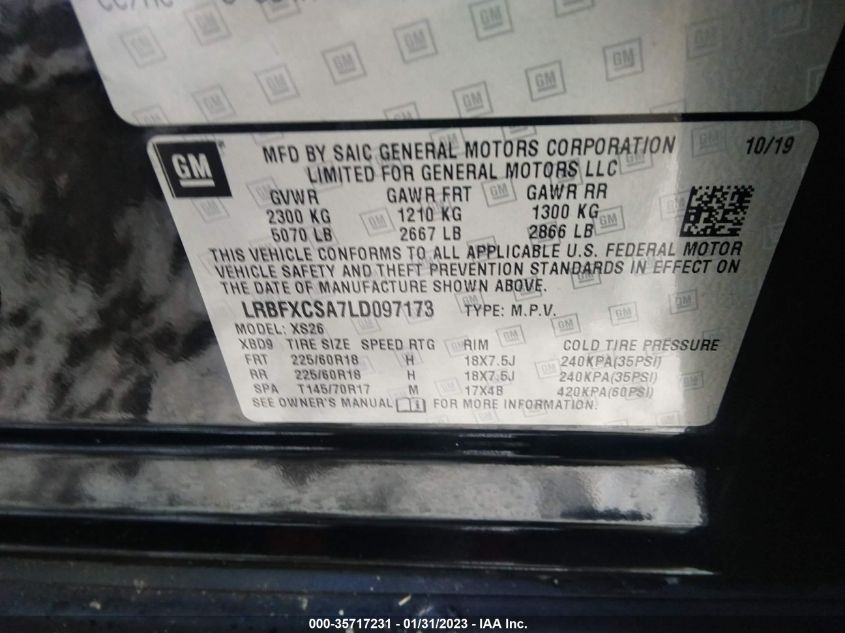 GM
MFD BY SAIC GENERAL MOTORS CORPORATION 10/19
LIMITED FOR GENERAL MOTORS LLC
GVWR GAWR FRT GAWR RR
2300 KG 1210 KG 1300 KG
5070 LB 2667 LB 2866 LB
THIS VEHICLE CONFORMS TO ALL APPLICABLE U.S. FEDERAL MOTOR
VEHICLE SAFETY AND THEFT PREVENTION STANDARDS IN EFFECT ON
THE DATE OF MANUFACTURE SHOWN ABOVE.
LRBFXCSA7LD097173 TYPE: M.P.V.
MODEL: XS26
XBD9 TIRE SIZE SPEED RTG RIM COLD TIRE PRESSURE
FRT 225/60R18 H 18X7.5J 240KPA(35PSI)
RR 225/60R18 H 18X7.5J 240KPA(35PSI)
SPA T145/70R17 M 17X4B 420KPA(60PSI)
SEE OWNER'S MANUAL FOR MORE INFORMATION.
000-35717231 - 01/31/2023 - © IAA Inc.